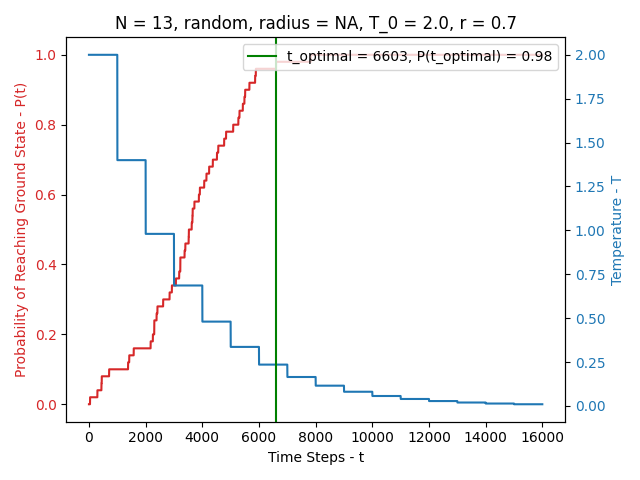 N = 13, random, radius = NA, T_0 = 2.0, r = 0.7
t_optimal = 6603, P(t_optimal) = 0.98
Probability of Reaching Ground State - P(t)
1.0
0.8
0.6
0.4
0.2
0.0
2.00
1.75
1.50
1.25
1.00
0.75
0.50
0.25
0.00
Temperature - T
0 2000 4000 6000 8000 10000 12000 14000 16000
Time Steps - t